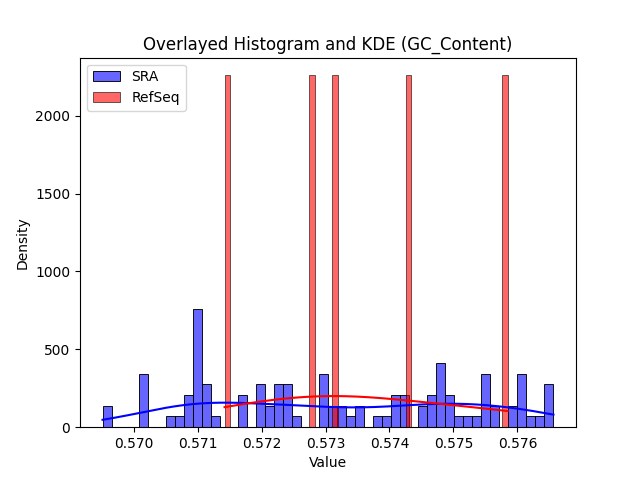 Overlayed Histogram and KDE (GC_Content)
SRA
RefSeq
Density
2000
1500
1000
500
0
0.570 0.571 0.572 0.573 0.574 0.575 0.576
Value